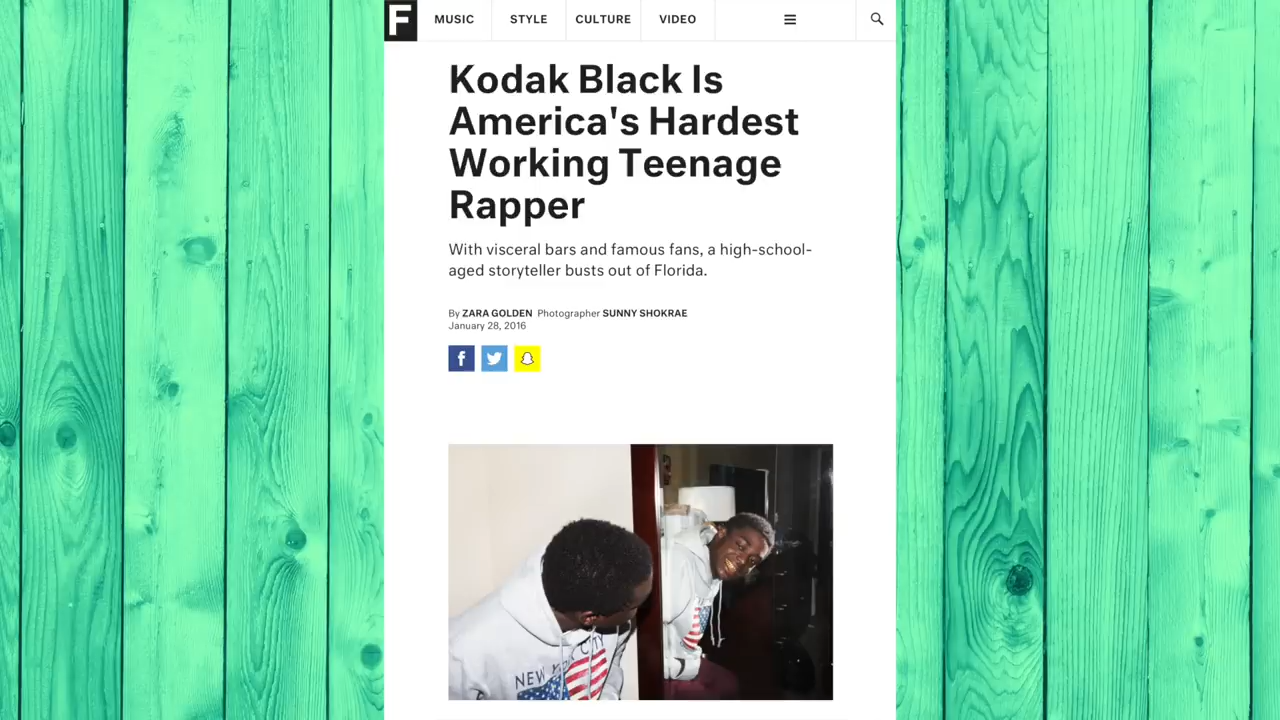 F
MUSIC
STYLE
CULTURE
VIDEO
Kodak Black Is
America's Hardest
Working Teenage
Rapper
With visceral bars and famous fans, a high-school-
aged storyteller busts out of Florida.
By ZARA GOLDEN Photographer SUNNY SHOKRAE
January 28, 2016
f
NEW YORK CITY